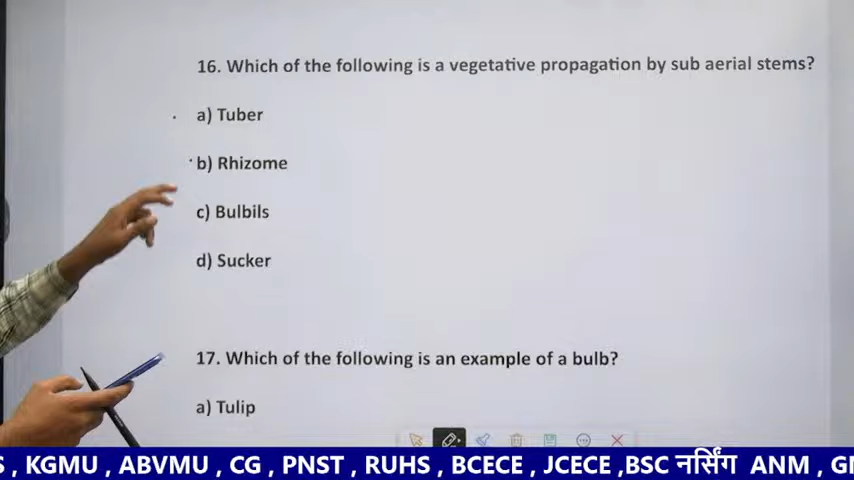 16. Which of the following is a vegetative propagation by sub aerial stems?
a) Tuber
b) Rhizome
c) Bulbils
d) Sucker
17. Which of the following is an example of a bulb?
a) Tulip
, KGMU , ABVMU , CG , PNST , RUHS , BCECE , JCECE ,BSC नर्सिंग ANM ,